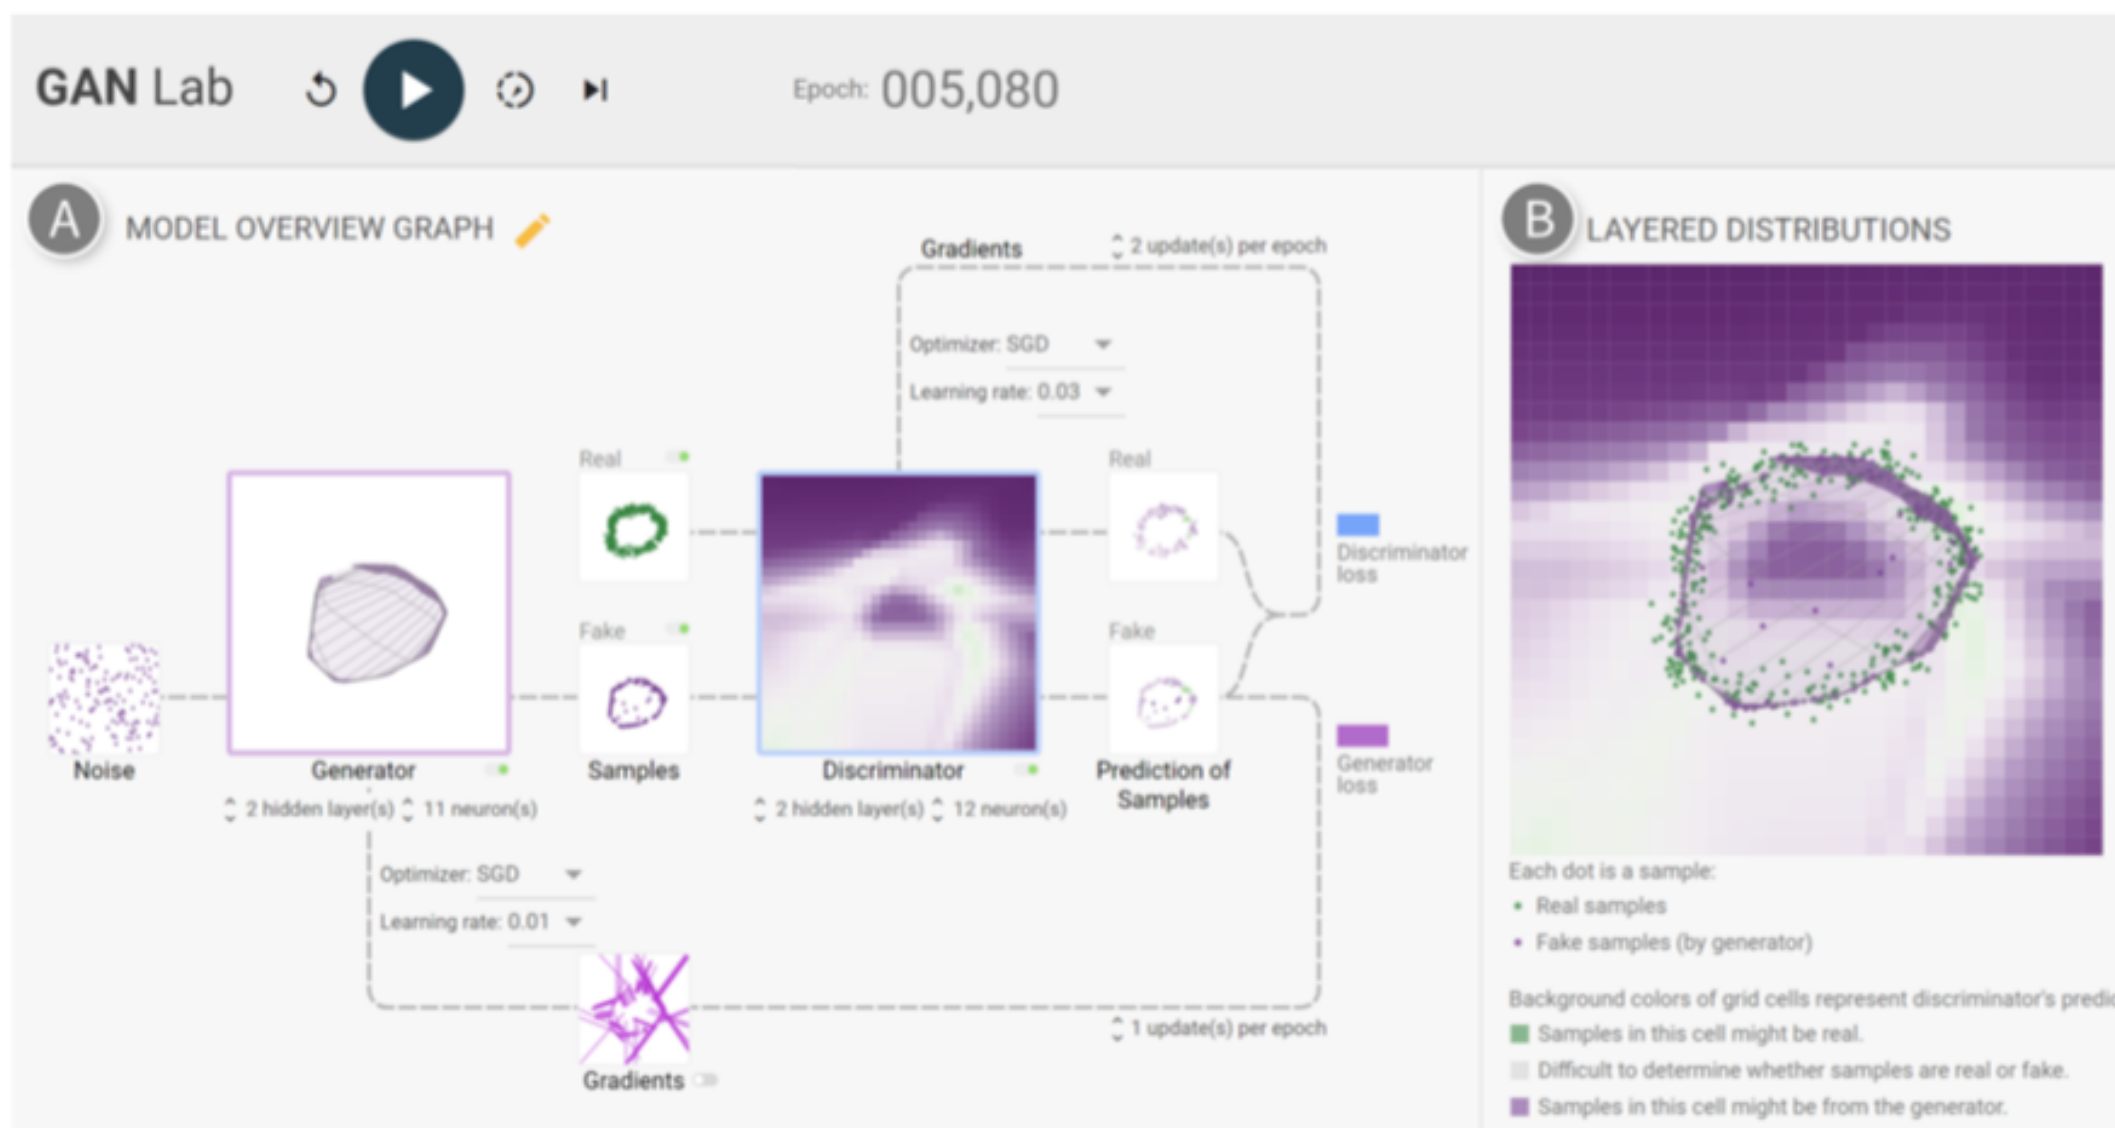 GAN Lab
Epoch: 005,080
A MODEL OVERVIEW GRAPH
Gradients
2 update(s) per epoch
Optimizer: SGD
Learning rate: 0.03
Real
Real
Discriminator
loss
Fake
Fake
Noise
Generator
Samples
Discriminator
Prediction of
Samples
Generator
loss
2 hidden layer(s) 11 neuron(s)
2 hidden layer(s) 12 neuron(s)
Optimizer: SGD
Learning rate: 0.01
1 update(s) per epoch
Gradients
B LAYERED DISTRIBUTIONS
Each dot is a sample:
Real samples
Fake samples (by generator)
Background colors of grid cells represent discriminator's
Samples in this cell might be real.
Difficult to determine whether samples are real or fake.
Samples in this cell might be from the generator.